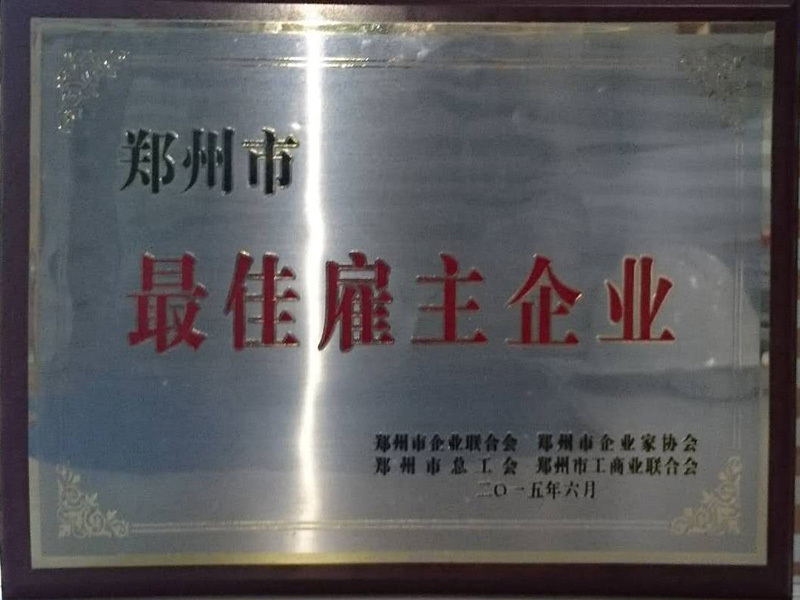 郑州市
最佳雇主企业
郑州市企业联合会 郑州市企业家协会
郑州市总工会 郑州市工商业联合会
二〇一五年六月